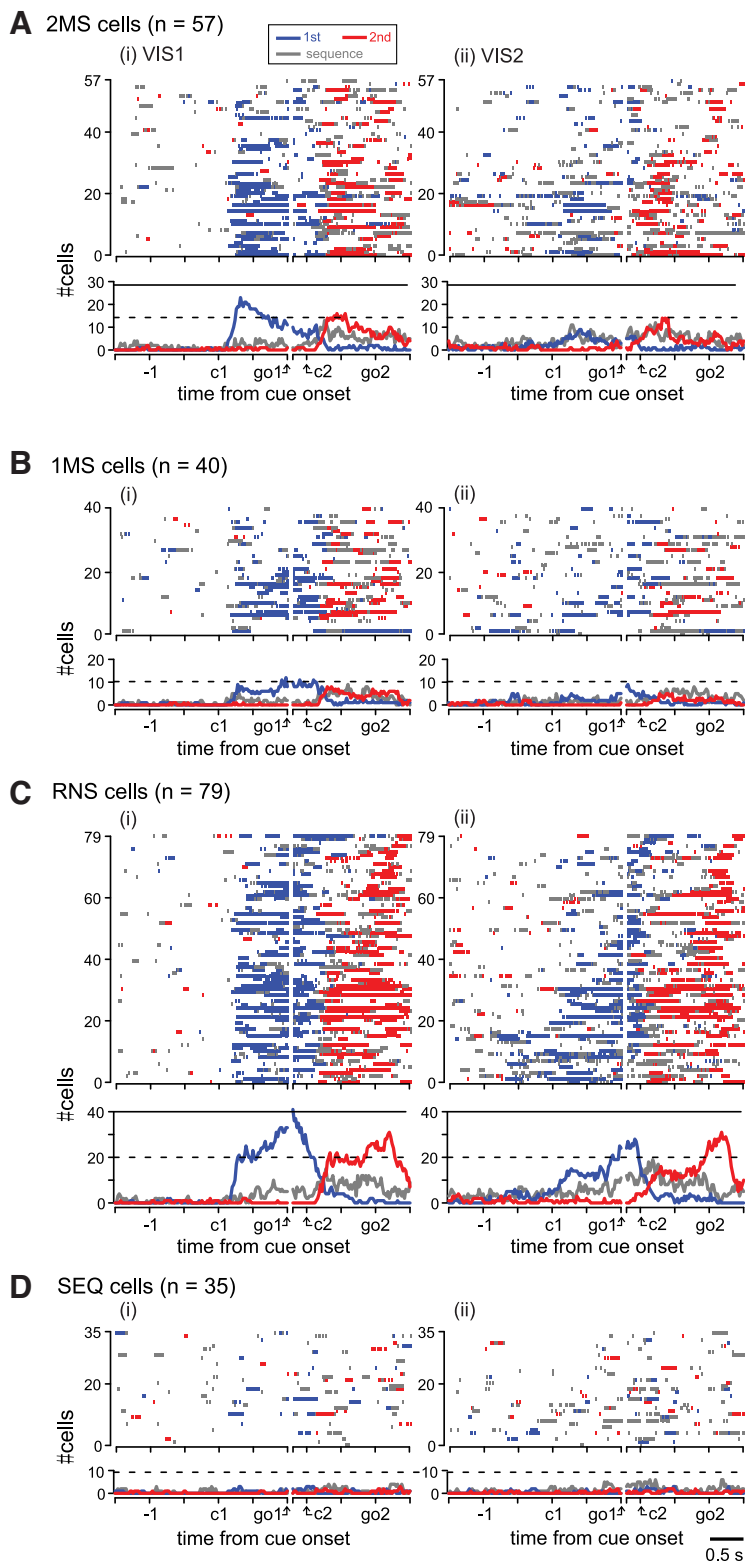 A 2MS cells (n = 57)
1st 2nd
sequence
(i) VIS1
(ii) VIS2
57
40
20
0
57
40
20
0
#cells
30
20
10
0
30
20
10
0
-1 c1 go1 c2 go2
-1 c1 go1 c2 go2
time from cue onset
time from cue onset
B 1MS cells (n = 40)
(i)
(ii)
40
20
0
40
20
0
#cells
20
10
0
20
10
0
-1 c1 go1 c2 go2
-1 c1 go1 c2 go2
time from cue onset
time from cue onset
C RNS cells (n = 79)
(i)
(ii)
79
60
40
20
0
79
60
40
20
0
#cells
40
20
0
40
20
0
-1 c1 go1 c2 go2
-1 c1 go1 c2 go2
time from cue onset
time from cue onset
D SEQ cells (n = 35)
(i)
(ii)
35
20
0
35
20
0
#cells
10
0
10
0
-1 c1 go1 c2 go2
-1 c1 go1 c2 go2
time from cue onset
time from cue onset
0.5 s